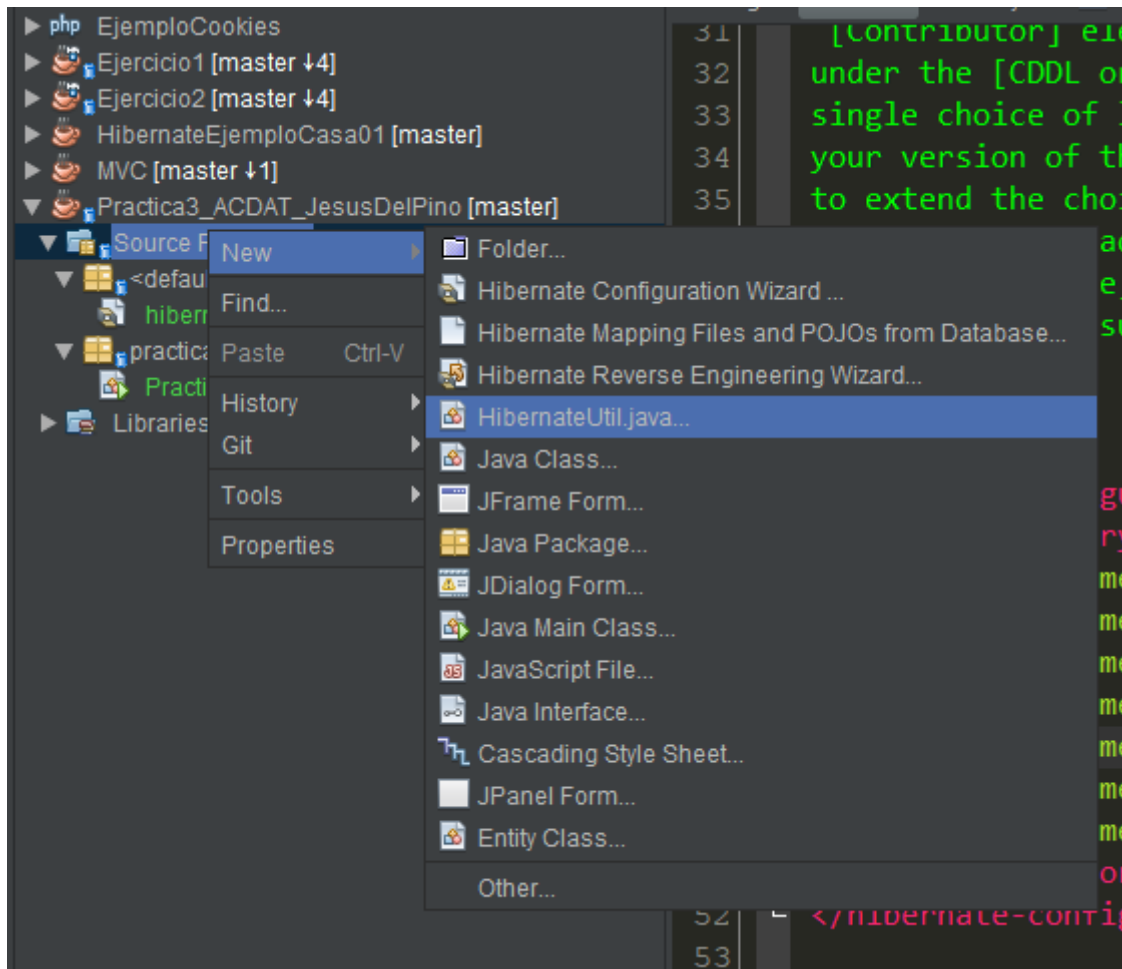 php EjemploCookies
Ejercicio1 [master ↓4]
Ejercicio2 [master ↓4]
HibernateEjemploCasa01 [master]
MVC [master ↓1]
Practica3_ACDAT_JesusDelPino [master]
Source
<defau
hibern
practica
Practi
Libraries
New
Find...
Paste Ctrl-V
History
Git
Tools
Properties
Folder...
Hibernate Configuration Wizard ...
Hibernate Mapping Files and POJOs from Database...
Hibernate Reverse Engineering Wizard...
HibernateUtil.java...
Java Class...
JFrame Form...
Java Package...
JDialog Form...
Java Main Class...
JavaScript File...
Java Interface...
Cascading Style Sheet...
JPanel Form...
Entity Class...
Other...
31 [Contributor] ele
32 under the [CDDL or
33 single choice of
34 your version of th
35 to extend the choi
52 </hibernate-config
53